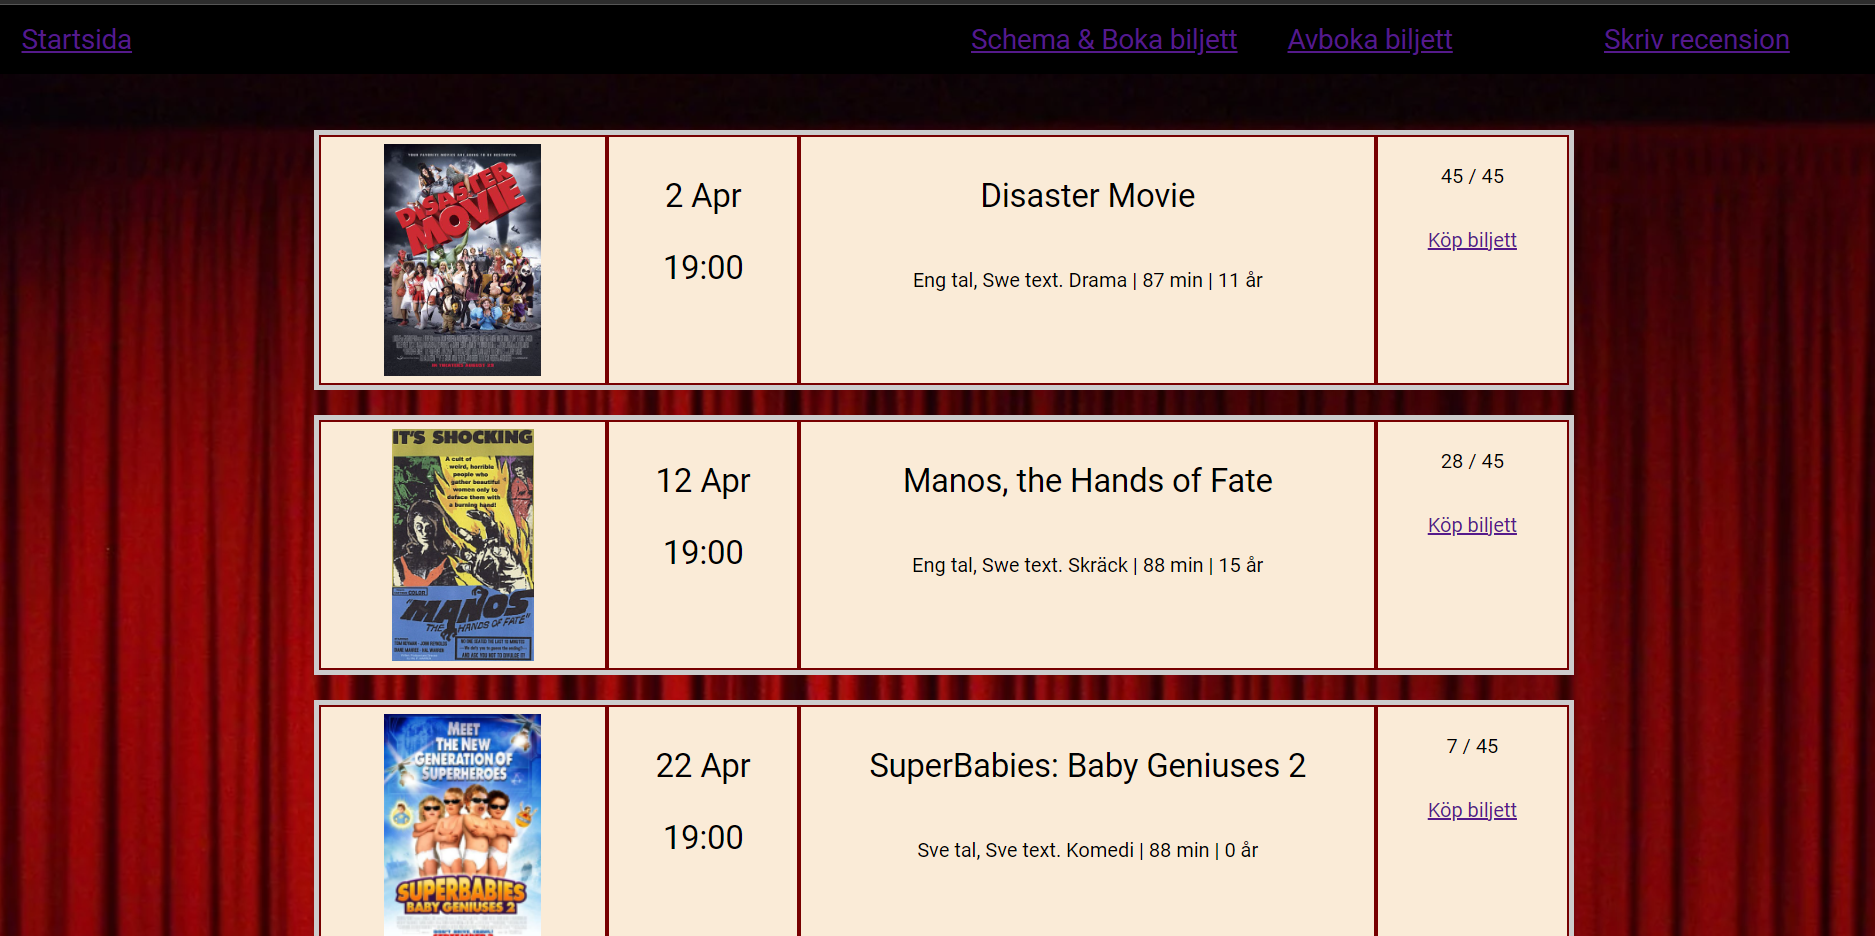 Startsida
Schema & Boka biljett
Avboka biljett
Skriv recension
DISASTER
MOVIE
2 Apr
19:00
Disaster Movie
Eng tal, Swe text. Drama | 87 min | 11 år
45 / 45
Köp biljett
IT'S SHOCKING
A cult of
weird, horrible
people who
gather beautiful
women only to
deface them with
a burning hand!
COLOR
"MANOS
THE HANDS OF FATE"
12 Apr
19:00
Manos, the Hands of Fate
Eng tal, Swe text. Skräck | 88 min | 15 år
28 / 45
Köp biljett
MEET
THE NEW
GENERATION OF
SUPERHEROES
SUPERBABIES
BABY GENIUSES 2
22 Apr
19:00
SuperBabies: Baby Geniuses 2
Sve tal, Sve text. Komedi | 88 min | 0 år
7 / 45
Köp biljett